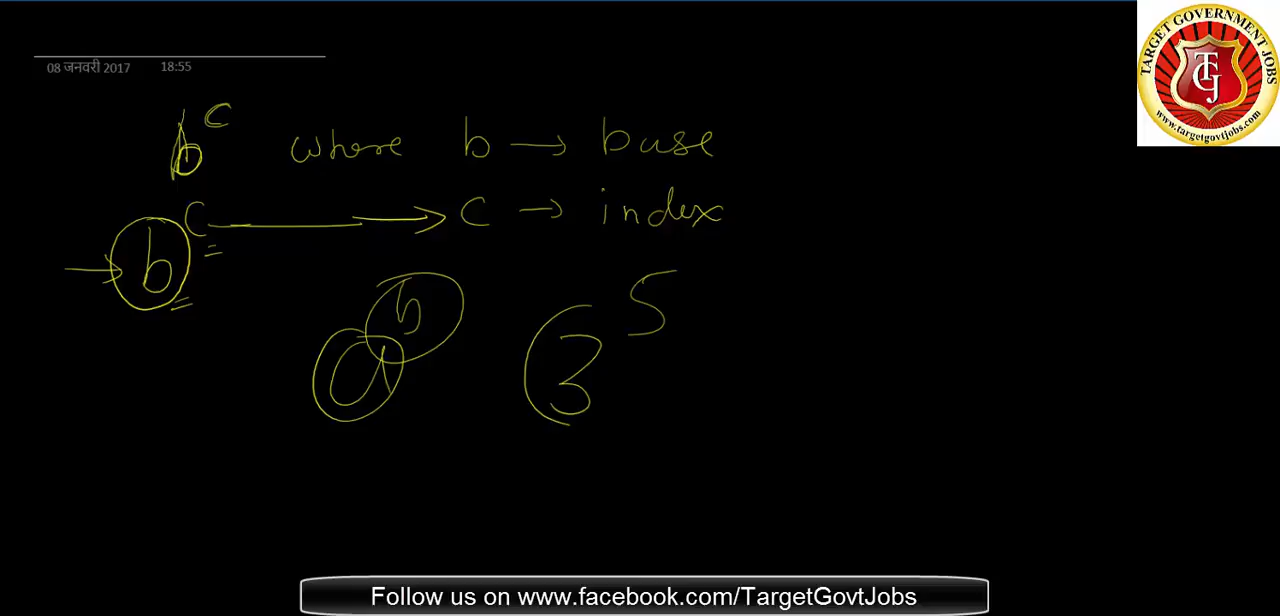 TARGET GOVERNMENT JOBS
TGJ
www.targetgovtjobs.com
08 जनवरी 2017 18:55
b^c where b → base
b^c → c → index
a^b 3^5
Follow us on www.facebook.com/TargetGovtJobs